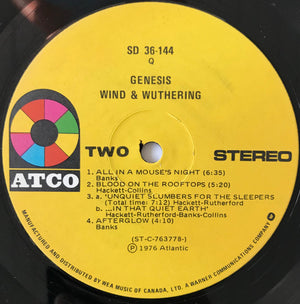 SD 36-144
Q
GENESIS
WIND & WUTHERING
TWO
STEREO
ATCO
1. ALL IN A MOUSE'S NIGHT (6:35)
Banks
2. BLOOD ON THE ROOFTOPS (5:20)
Hackett-Collins
3. a. 'UNQUIET SLUMBERS FOR THE SLEEPERS
(Total time: 7:12) Hackett-Rutherford
b. ...IN THAT QUIET EARTH'
Hackett-Rutherford-Banks-Collins
4. AFTERGLOW (4:10)
Banks
(ST-C-763778-)
℗ 1976 Atlantic
MANUFACTURED AND DISTRIBUTED BY WEA MUSIC OF CANADA, LTD. A WARNER COMMUNICATIONS COMPANY